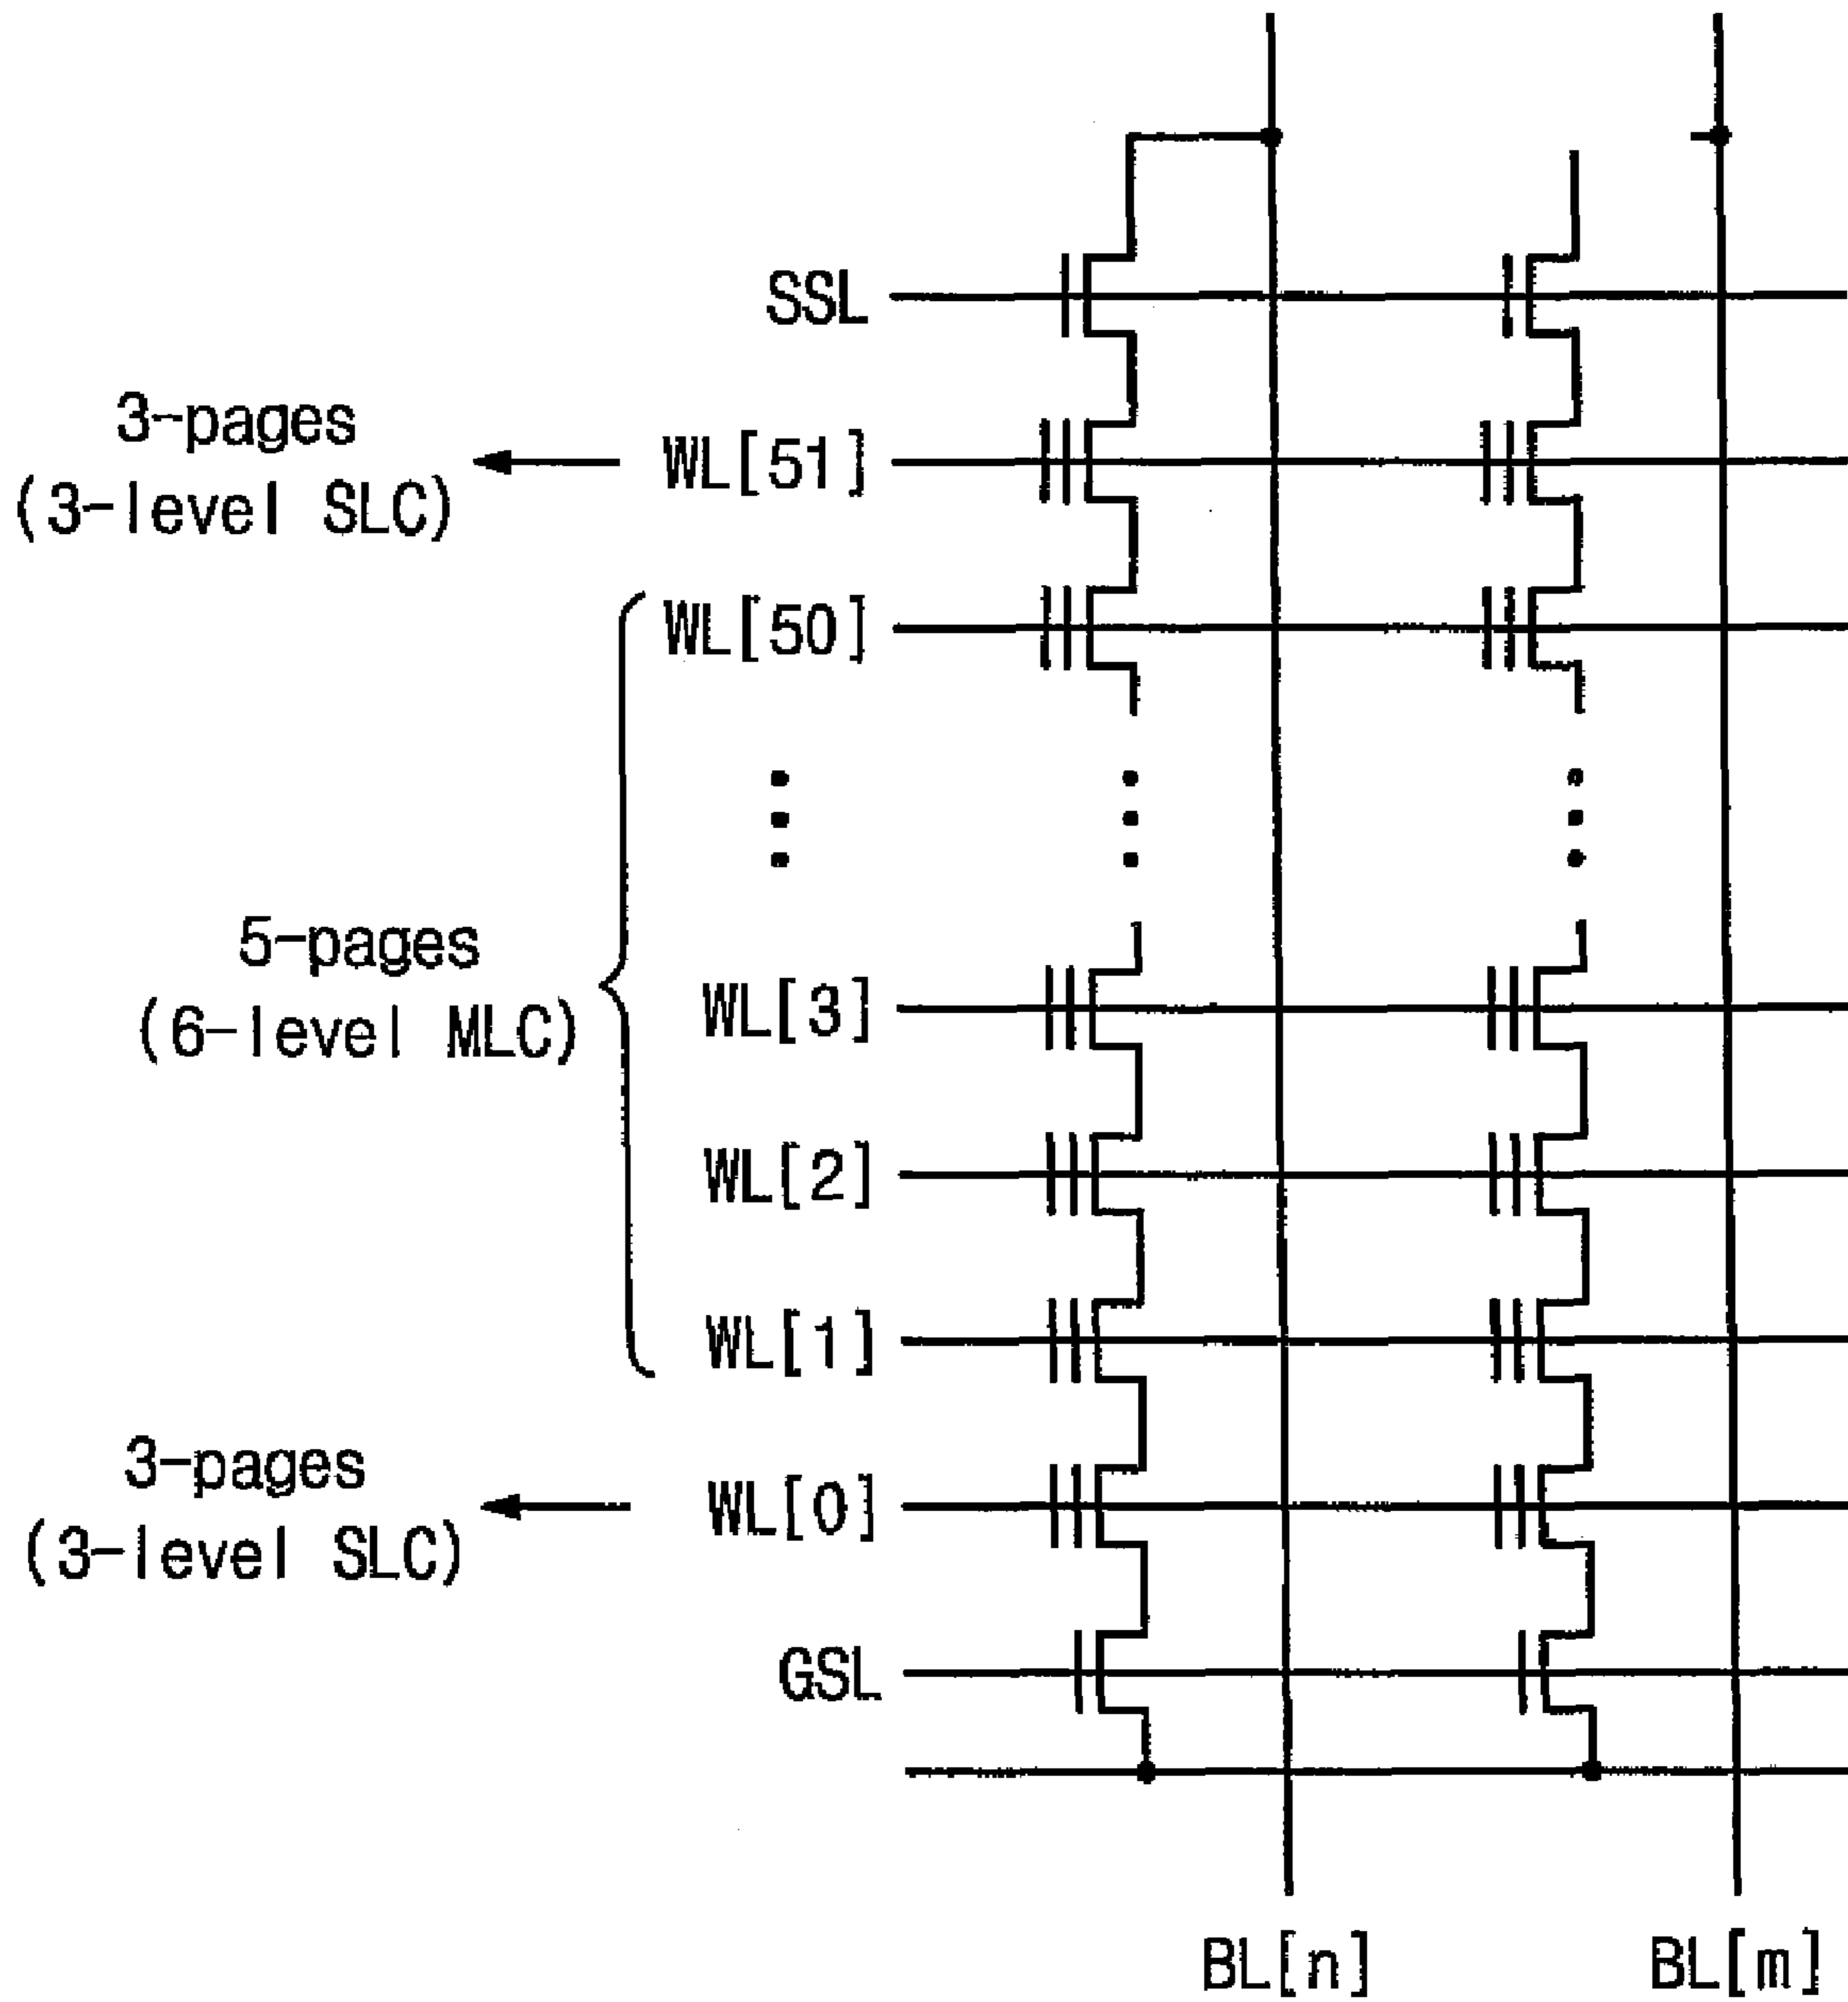 SSL
3-pages
(3-level SLC)
WL[51]
WL[50]
5-pages
(6-level MLC)
WL[3]
WL[2]
WL[1]
3-pages
(3-level SLC)
WL[0]
GSL
BL[n]
BL[m]